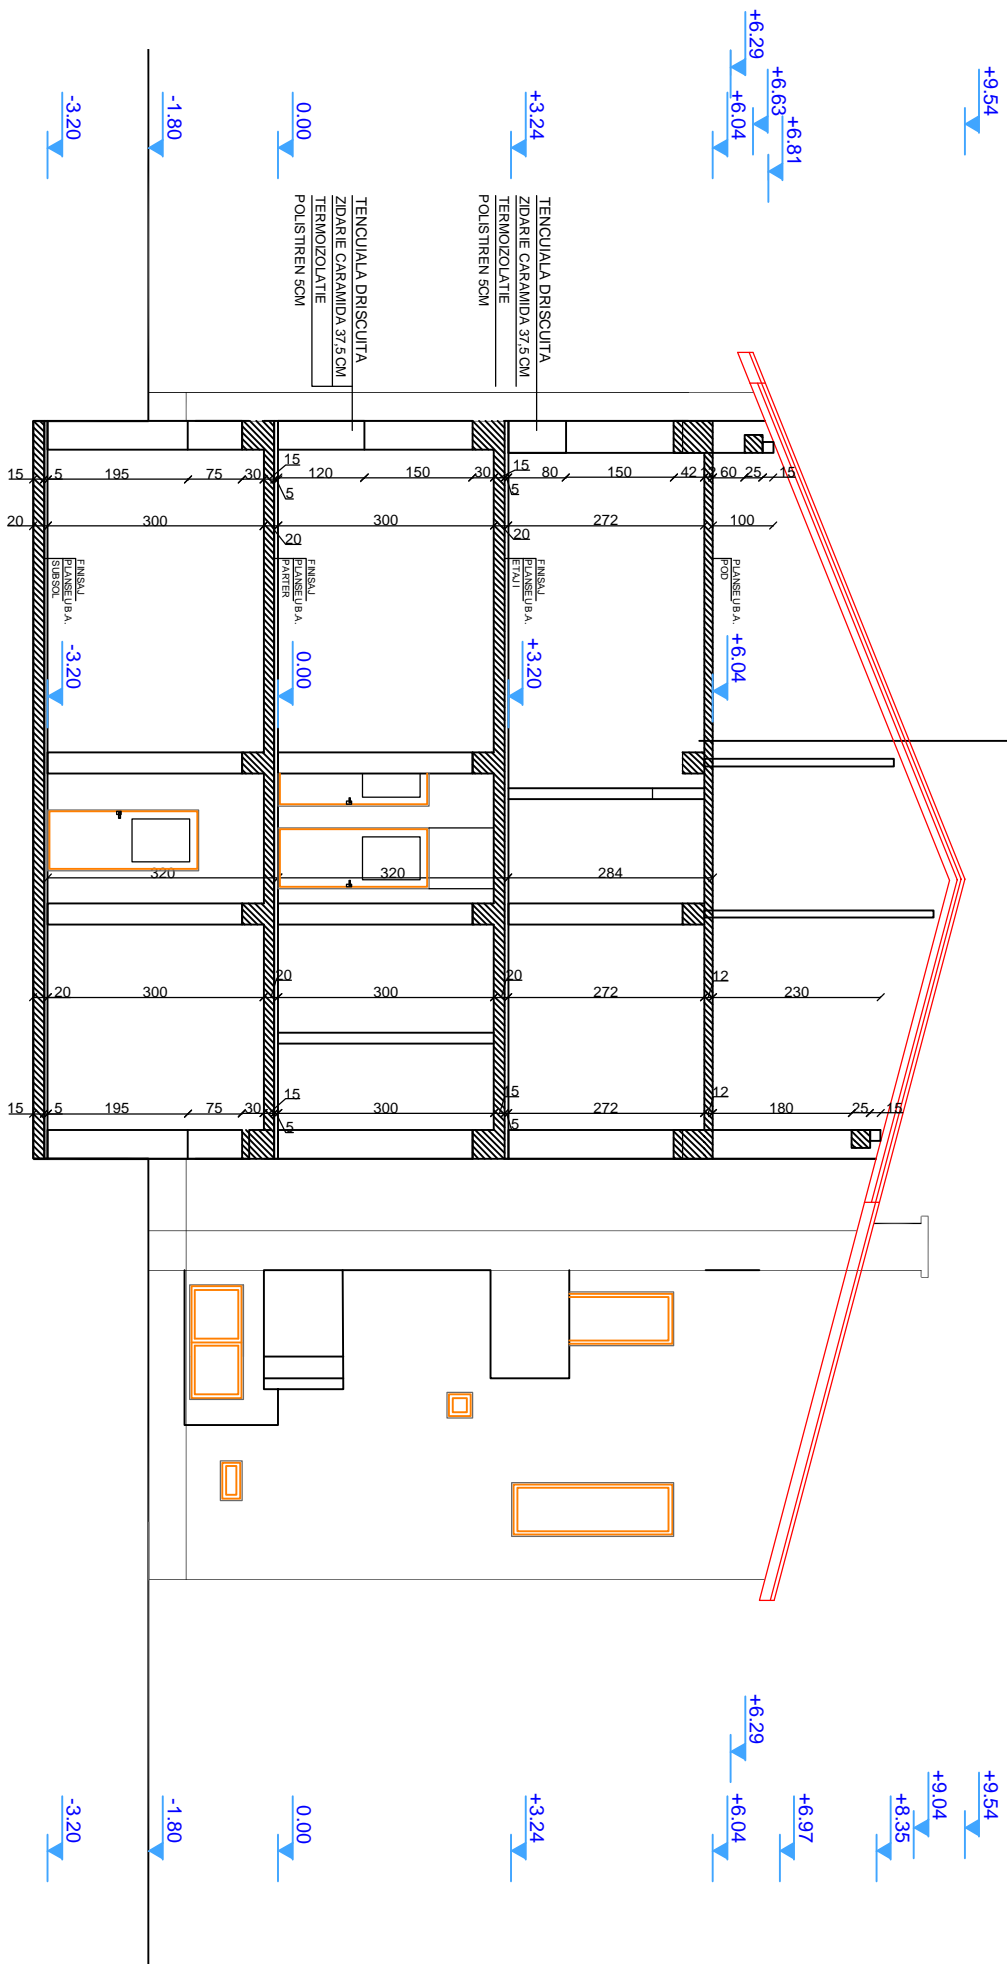 +9.54
+6.81
+6.63
+6.29
+6.04
+3.24
0.00
-1.80
-3.20
TENCUIALA DRISCUITA
ZIDARIE CARAMIDA 37,5 CM
TERMOIZOLATIE
POLISTIREN 5CM
TENCUIALA DRISCUITA
ZIDARIE CARAMIDA 37,5 CM
TERMOIZOLATIE
POLISTIREN 5CM
15 5 195 75 30 15 5 120 150 30 15 5 80 150 42 12 60 25 15
20 300 20 300 20 272 100
PLANSEU B.A.
POD
FINISAJ
PLANSEU B.A.
ETAJ I
FINISAJ
PLANSEU B.A.
PARTER
FINISAJ
PLANSEU B.A.
SUBSOL
+6.04
+3.20
0.00
-3.20
320 320 284
20 300 20 300 20 272 12 230
15 5 195 75 30 15 5 300 15 5 272 12 180 25 15
+9.54
+9.04
+8.35
+6.97
+6.29
+6.04
+3.24
0.00
-1.80
-3.20